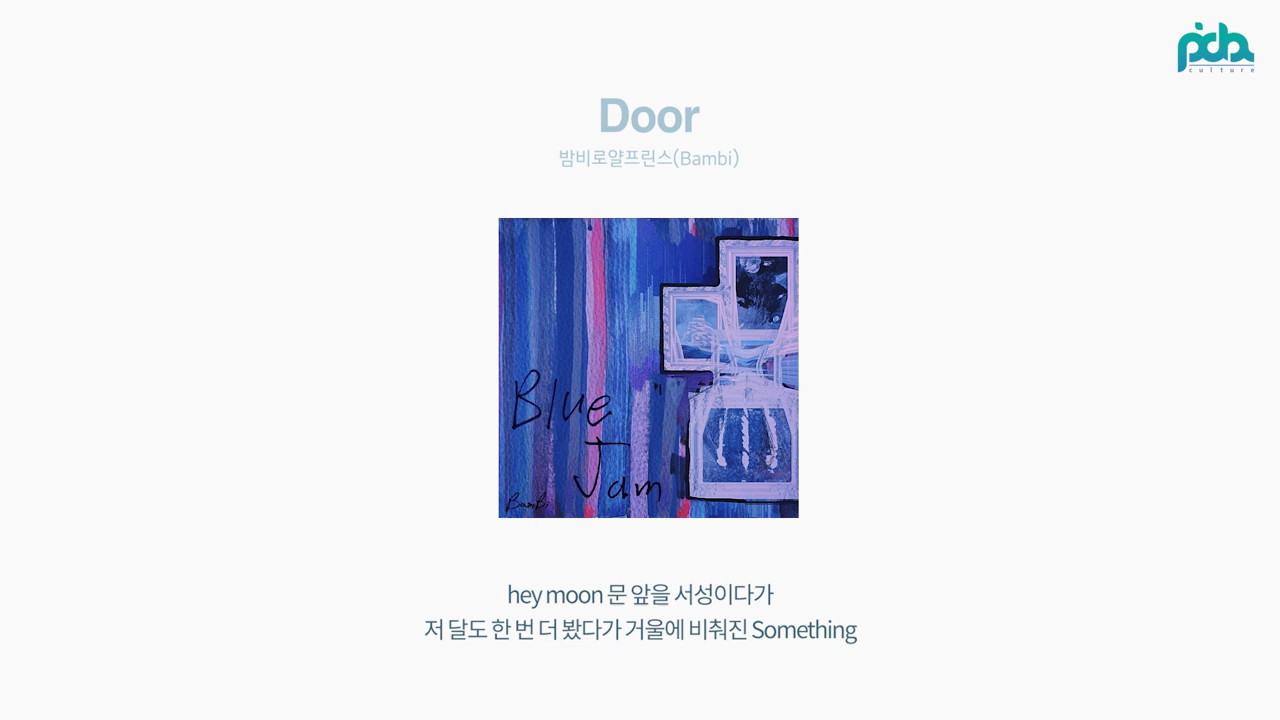 pda
culture
Door
밤비로얄프린스(Bambi)
Blue
Jam
BamBi
hey moon 문 앞을 서성이다가
저 달도 한 번 더 봤다가 거울에 비춰진 Something